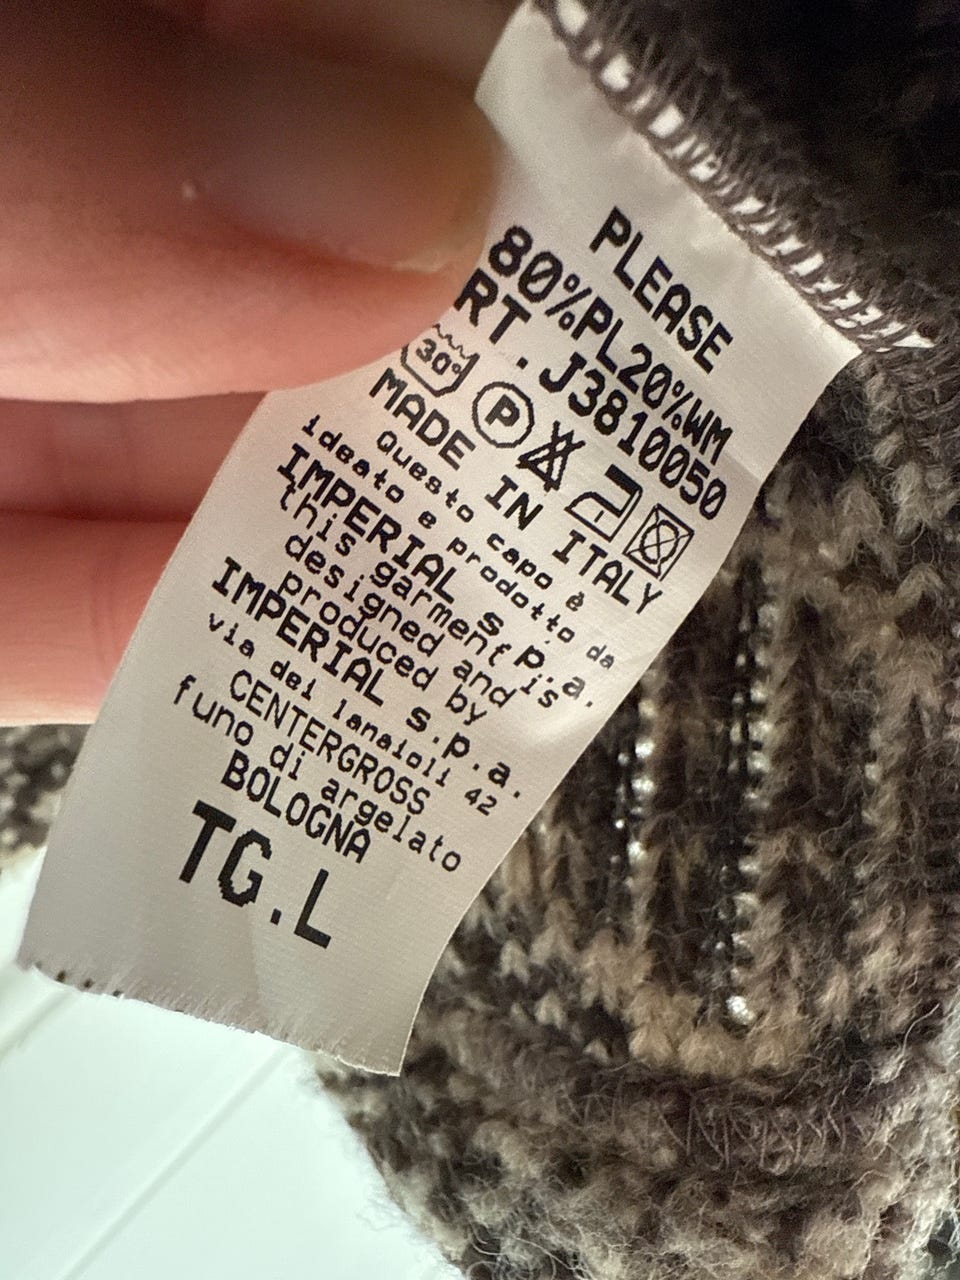 PLEASE
80%PL20%WM
RT.J3810050
30° P
MADE IN ITALY
Questo capo è
ideato e prodotto da
IMPERIAL s.p.a.
this garment is
designed and
produced by
IMPERIAL s.p.a.
via dei lanaioli 42
CENTERGROSS
funo di argelato
BOLOGNA
TG.L